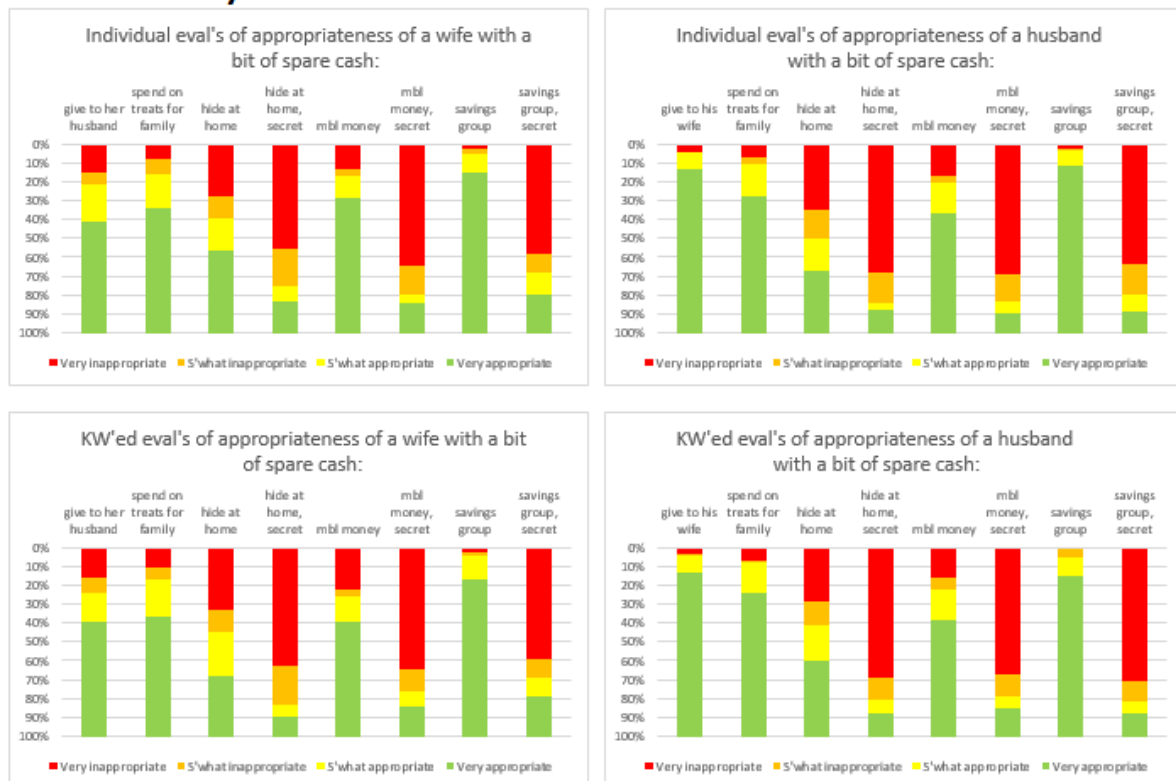 Individual eval's of appropriateness of a wife with a
bit of spare cash:
give to her husband
spend on treats for family
hide at home
hide at home, secret
mbl money
mbl money, secret
savings group
savings group, secret
0%
10%
20%
30%
40%
50%
60%
70%
80%
90%
100%
Very inappropriate S'what inappropriate S'what appropriate Very appropriate
Individual eval's of appropriateness of a husband
with a bit of spare cash:
give to his wife
spend on treats for family
hide at home
hide at home, secret
mbl money
mbl money, secret
savings group
savings group, secret
0%
10%
20%
30%
40%
50%
60%
70%
80%
90%
100%
Very inappropriate S'what inappropriate S'what appropriate Very appropriate
KW'ed eval's of appropriateness of a wife with a bit
of spare cash:
give to her husband
spend on treats for family
hide at home
hide at home, secret
mbl money
mbl money, secret
savings group
savings group, secret
0%
10%
20%
30%
40%
50%
60%
70%
80%
90%
100%
Very inappropriate S'what inappropriate S'what appropriate Very appropriate
KW'ed eval's of appropriateness of a husband
with a bit of spare cash:
give to his wife
spend on treats for family
hide at home
hide at home, secret
mbl money
mbl money, secret
savings group
savings group, secret
0%
10%
20%
30%
40%
50%
60%
70%
80%
90%
100%
Very inappropriate S'what inappropriate S'what appropriate Very appropriate